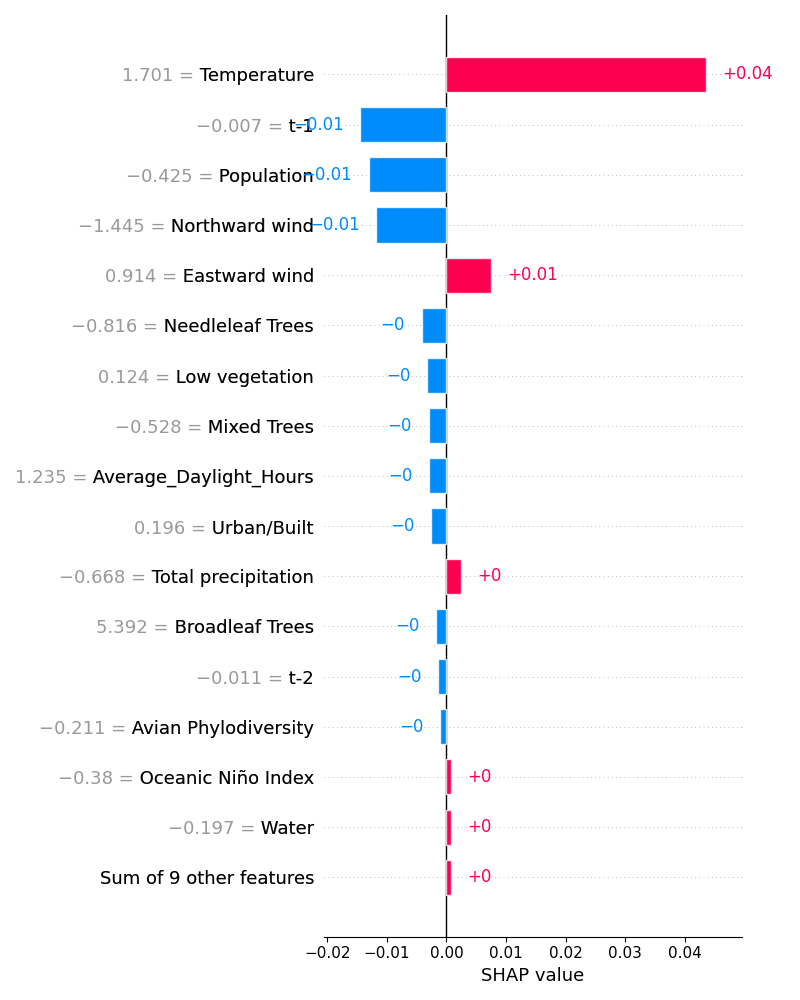 1.701 = Temperature +0.04
−0.007 = t-1 −0.01
−0.425 = Population −0.01
−1.445 = Northward wind −0.01
0.914 = Eastward wind +0.01
−0.816 = Needleleaf Trees −0
0.124 = Low vegetation −0
−0.528 = Mixed Trees −0
1.235 = Average_Daylight_Hours −0
0.196 = Urban/Built −0
−0.668 = Total precipitation +0
5.392 = Broadleaf Trees −0
−0.011 = t-2 −0
−0.211 = Avian Phylodiversity −0
−0.38 = Oceanic Niño Index +0
−0.197 = Water +0
Sum of 9 other features +0
−0.02 −0.01 0.00 0.01 0.02 0.03 0.04
SHAP value